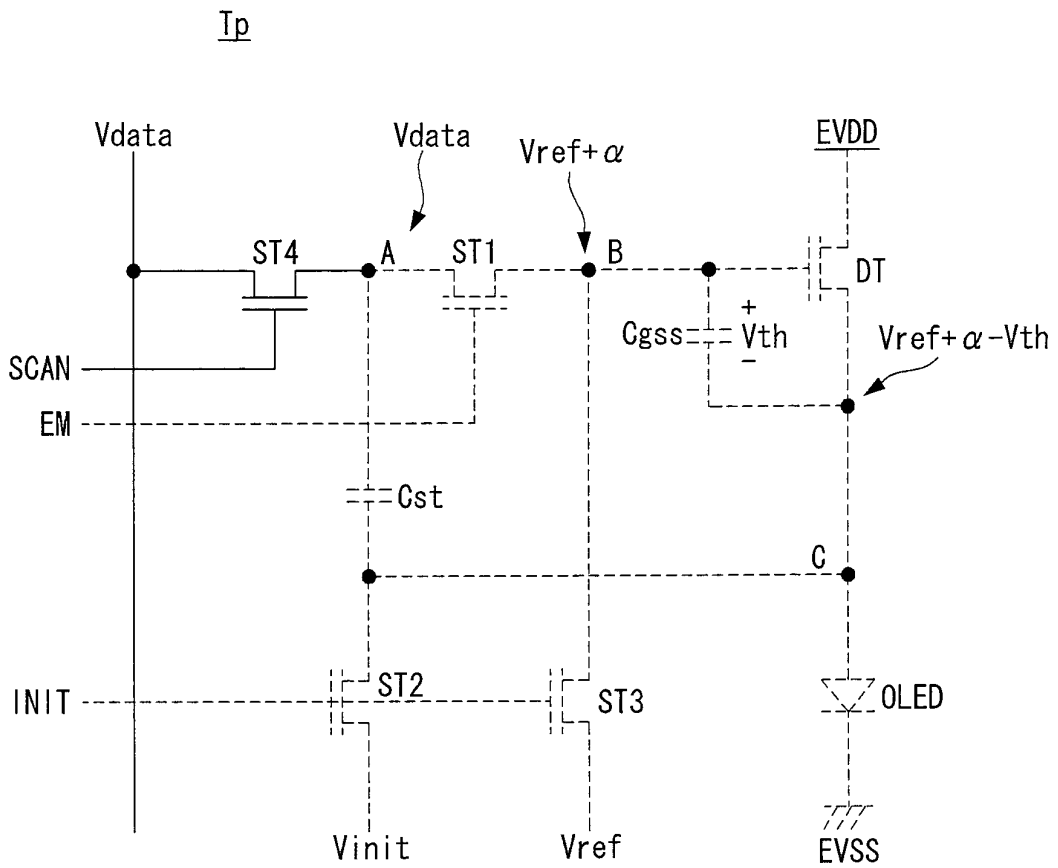 Tp
Vdata
Vdata
Vref+α
EVDD
ST4
A
ST1
B
DT
Cgss
+
Vth
–
Vref+α-Vth
SCAN
EM
Cst
C
INIT
ST2
ST3
OLED
Vinit
Vref
EVSS